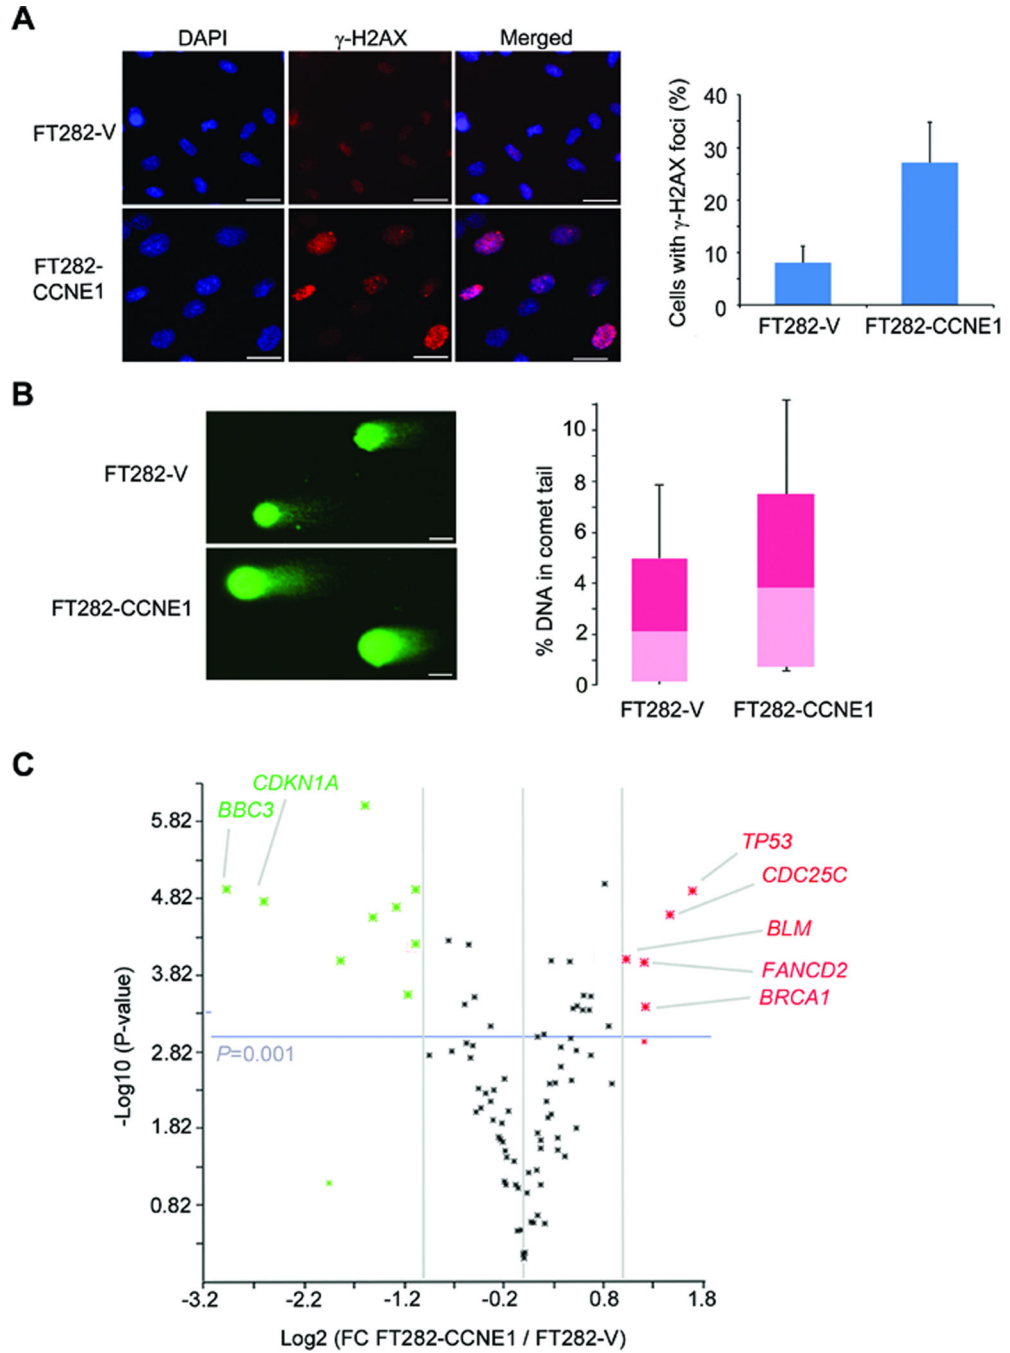 A
DAPI
γ-H2AX
Merged
FT282-V
FT282-
CCNE1
Cells with γ-H2AX foci (%)
40
30
20
10
0
FT282-V
FT282-CCNE1
B
FT282-V
FT282-CCNE1
% DNA in comet tail
10
8
6
4
2
0
FT282-V
FT282-CCNE1
C
CDKN1A
BBC3
TP53
CDC25C
BLM
FANCD2
BRCA1
-Log10 (P-value)
5.82
4.82
3.82
2.82
1.82
0.82
P=0.001
-3.2
-2.2
-1.2
-0.2
0.8
1.8
Log2 (FC FT282-CCNE1 / FT282-V)